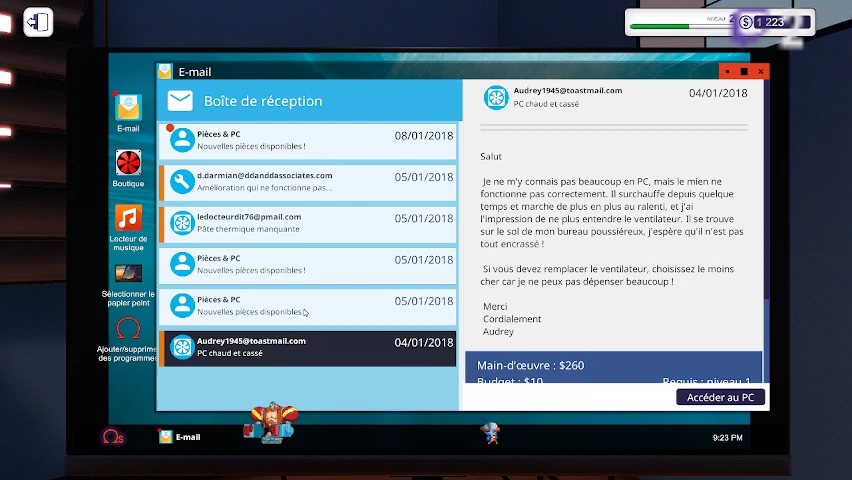 NIVEAU 2
$ 1 223
E-mail
Boîte de réception
Pièces & PC
08/01/2018
Nouvelles pièces disponibles !
d.darmian@ddanddassociates.com
05/01/2018
Amélioration qui ne fonctionne pas...
ledocteurdit76@pmail.com
05/01/2018
Pâte thermique manquante
Pièces & PC
05/01/2018
Nouvelles pièces disponibles !
Pièces & PC
05/01/2018
Nouvelles pièces disponibles
Audrey1945@toastmail.com
04/01/2018
PC chaud et cassé
E-mail
Boutique
Lecteur de
musique
Sélectionner le
papier peint
Ajouter/supprime
des programmes
Audrey1945@toastmail.com
04/01/2018
PC chaud et cassé
Salut
Je ne m'y connais pas beaucoup en PC, mais le mien ne
fonctionne pas correctement. Il surchauffe depuis quelque
temps et marche de plus en plus au ralenti, et j'ai
l'impression de ne plus entendre le ventilateur. Il se trouve
sur le sol de mon bureau poussiéreux, j'espère qu'il n'est pas
tout encrassé !
Si vous devez remplacer le ventilateur, choisissez le moins
cher car je ne peux pas dépenser beaucoup !
Merci
Cordialement
Audrey
Main-d'œuvre : $260
Budget : $10 Requis : niveau 1
Accéder au PC
Ωs
E-mail
9:23 PM